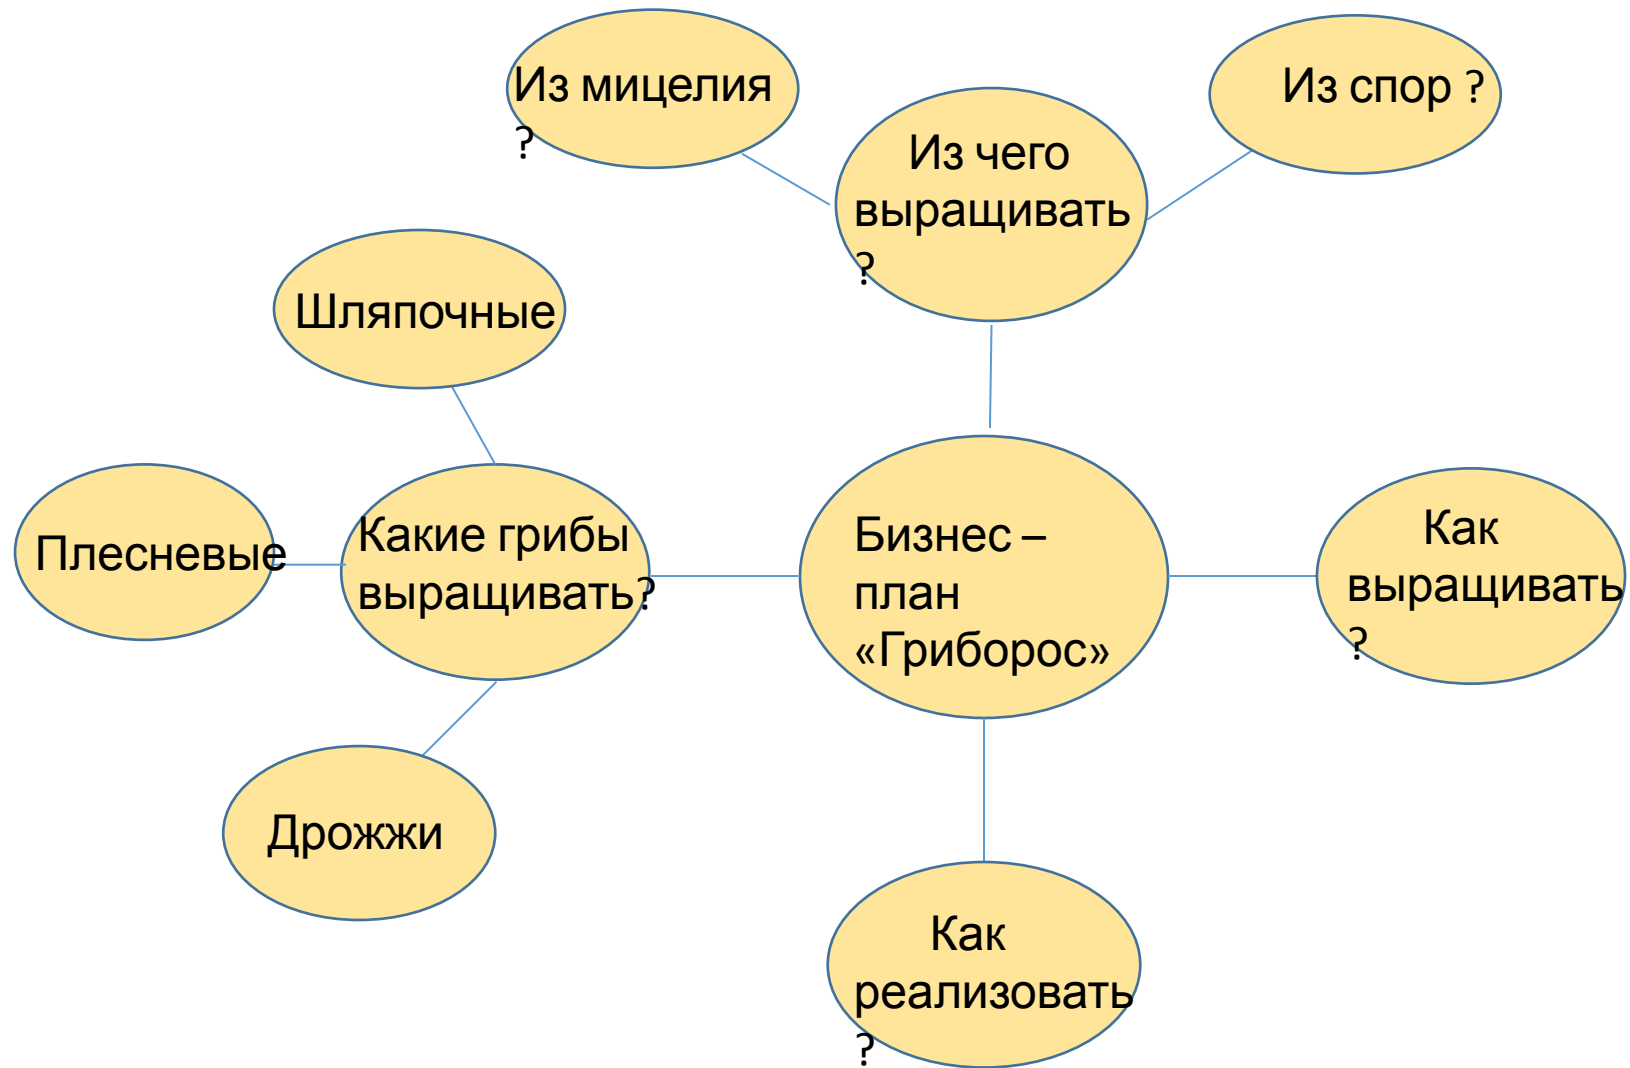 Из мицелия
?
Из спор ?
Из чего
выращивать
?
Шляпочные
Плесневые
Какие грибы
выращивать?
Дрожжи
Бизнес –
план
«Гриборос»
Как
выращивать
?
Как
реализовать
?